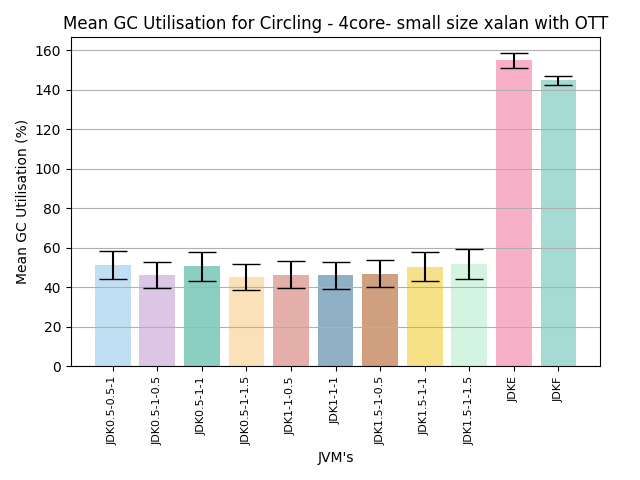 Mean GC Utilisation for Circling - 4core- small size xalan with OTT
Mean GC Utilisation (%)
160
140
120
100
80
60
40
20
0
JDK0.5-0.5-1
JDK0.5-1-0.5
JDK0.5-1-1
JDK0.5-1-1.5
JDK1-1-0.5
JDK1-1-1
JDK1.5-1-0.5
JDK1.5-1-1
JDK1.5-1-1.5
JDKE
JDKF
JVM's